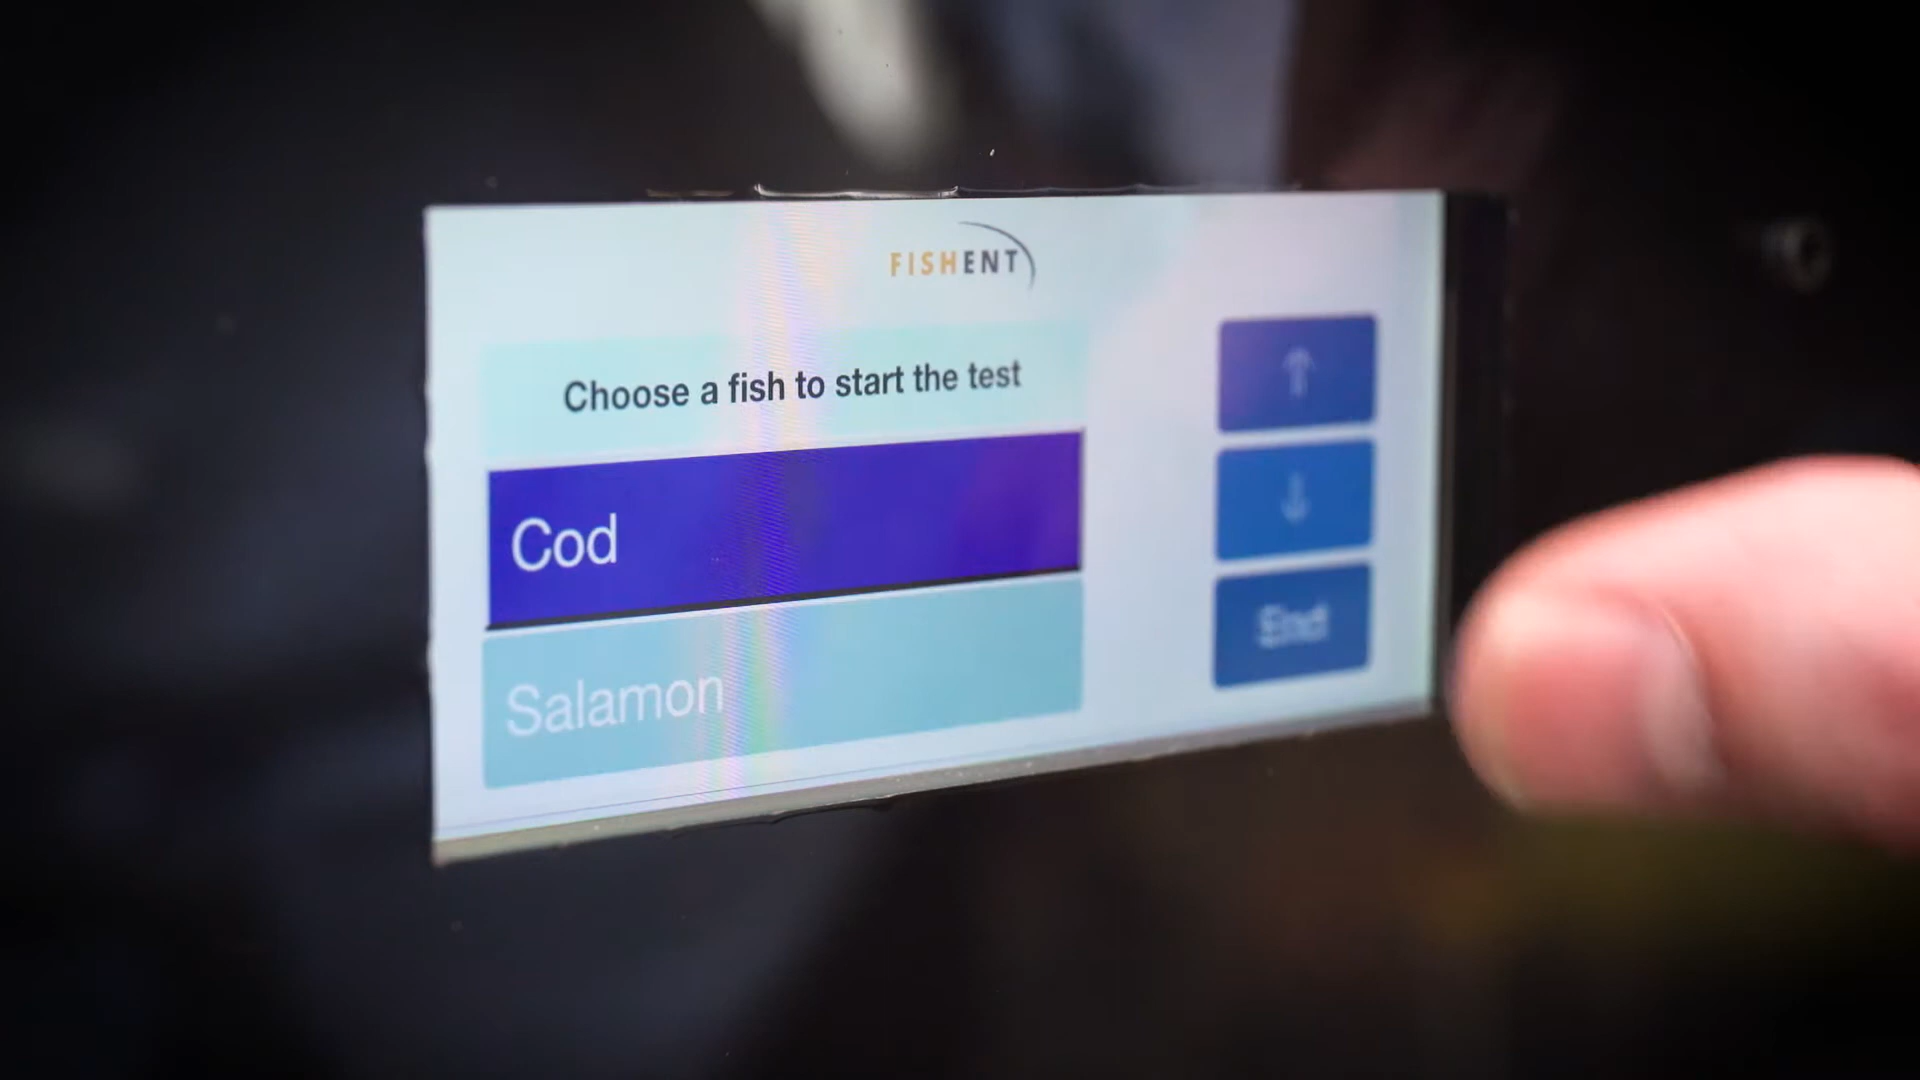 FISHENT
Choose a fish to start the test
Cod
Salamon
↑
↓
End